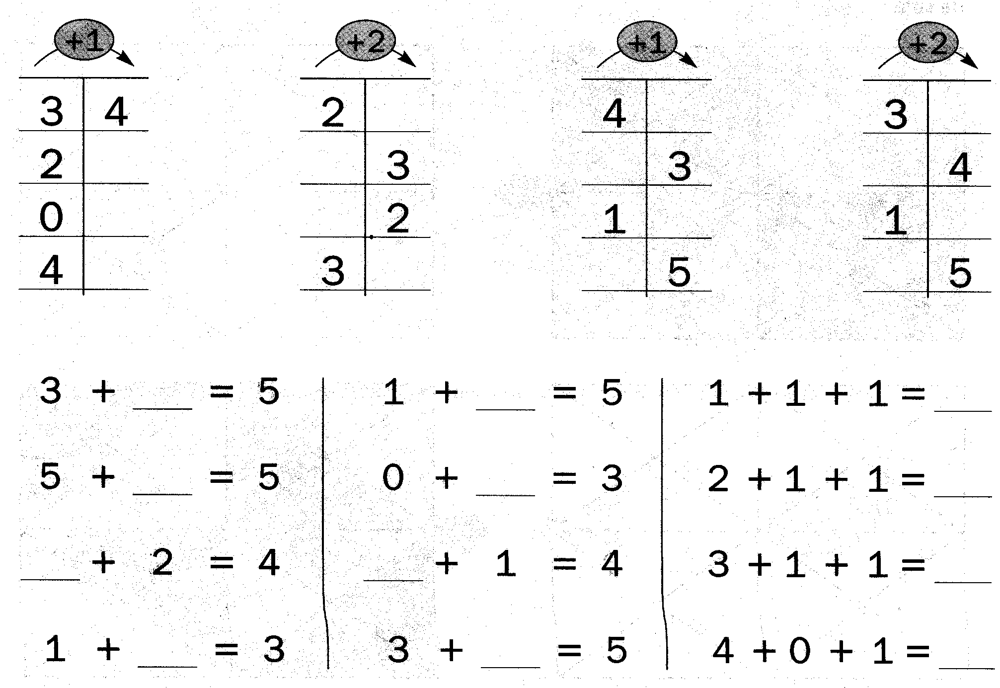 +1 +2 +1 +2
3 4 2 4 3
2 3 3 4
0 2 1 1
4 3 5 5
3 + ___ = 5 1 + ___ = 5 1 + 1 + 1 = ___
5 + ___ = 5 0 + ___ = 3 2 + 1 + 1 = ___
___ + 2 = 4 ___ + 1 = 4 3 + 1 + 1 = ___
1 + ___ = 3 3 + ___ = 5 4 + 0 + 1 = ___